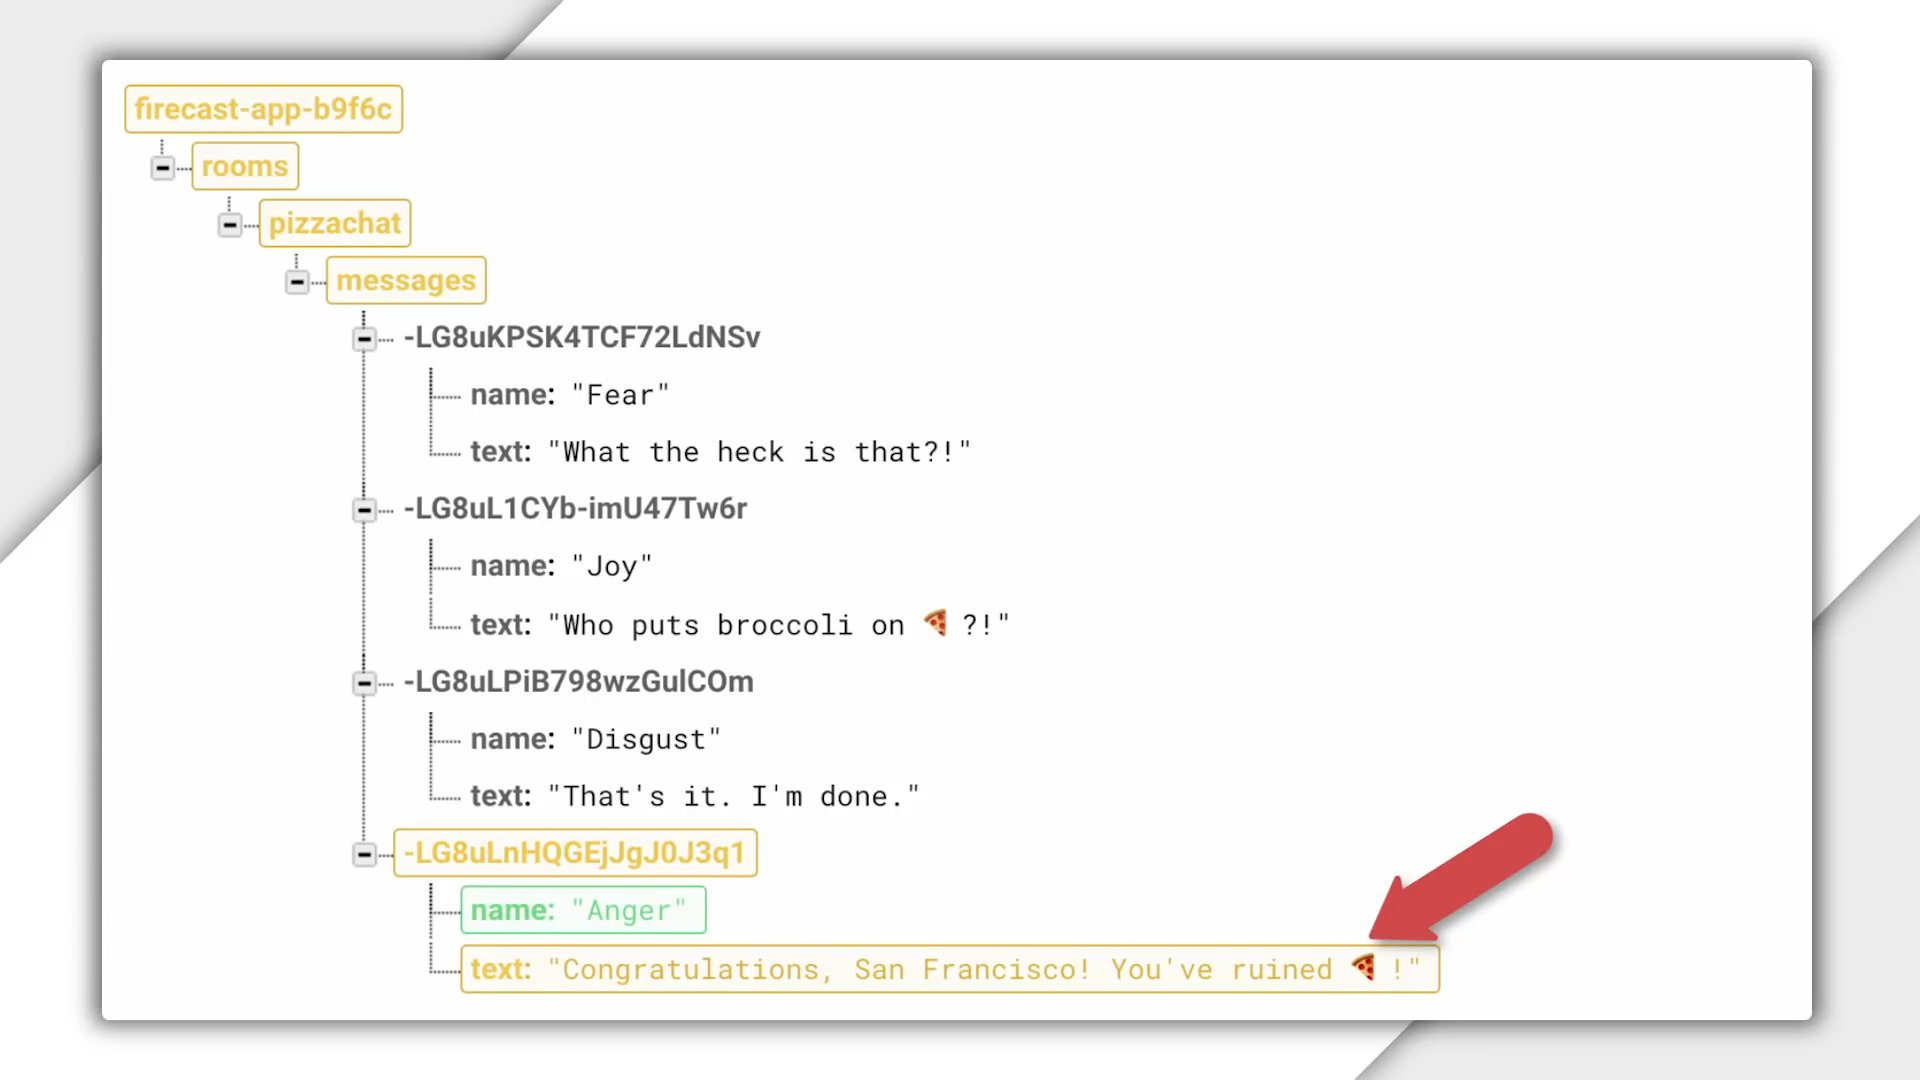 firecast-app-b9f6c
rooms
pizzachat
messages
-LG8uKPSK4TCF72LdNSv
name: "Fear"
text: "What the heck is that?!"
-LG8uL1CYb-imU47Tw6r
name: "Joy"
text: "Who puts broccoli on 🍕 ?!"
-LG8uLPiB798wzGulCOm
name: "Disgust"
text: "That's it. I'm done."
-LG8uLnHQGEjJgJ0J3q1
name: "Anger"
text: "Congratulations, San Francisco! You've ruined 🍕 !"